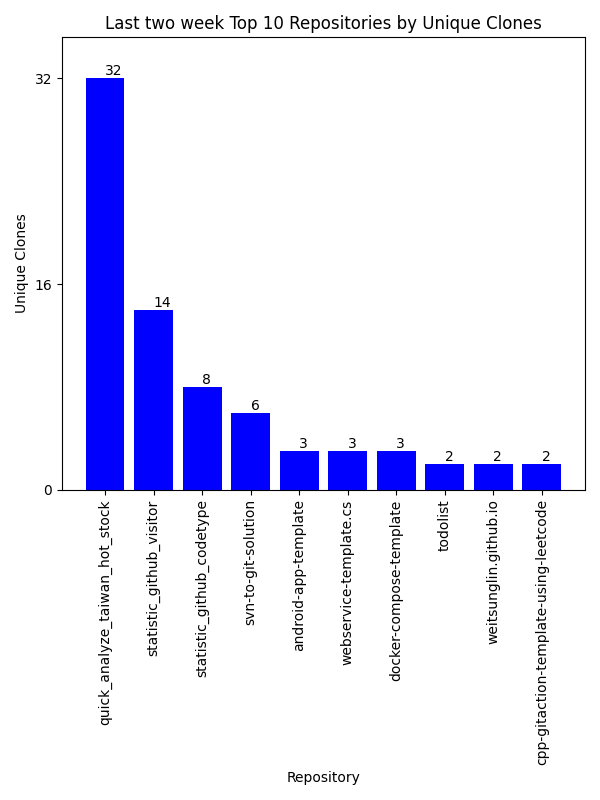 Last two week Top 10 Repositories by Unique Clones
32
16
0
Unique Clones
32
14
8
6
3
3
3
2
2
2
quick_analyze_taiwan_hot_stock
statistic_github_visitor
statistic_github_codetype
svn-to-git-solution
android-app-template
webservice-template.cs
docker-compose-template
todolist
weitsunglin.github.io
cpp-gitaction-template-using-leetcode
Repository